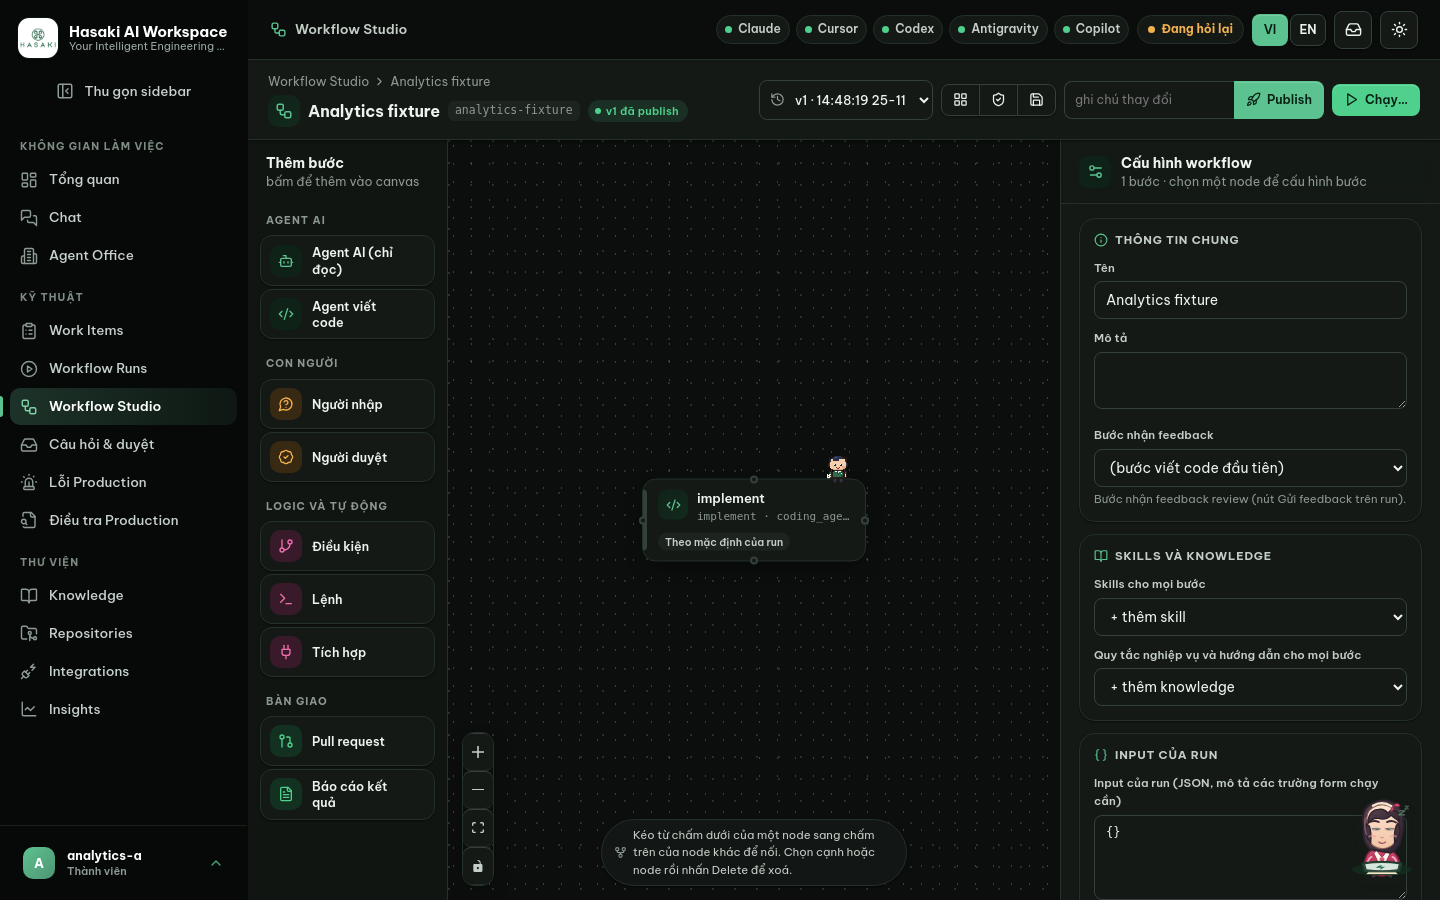 HASAKI
Hasaki AI Workspace
Your Intelligent Engineering ...
Thu gọn sidebar
KHÔNG GIAN LÀM VIỆC
Tổng quan
Chat
Agent Office
KỸ THUẬT
Work Items
Workflow Runs
Workflow Studio
Câu hỏi & duyệt
Lỗi Production
Điều tra Production
THƯ VIỆN
Knowledge
Repositories
Integrations
Insights
A
analytics-a
Thành viên
Workflow Studio
Claude
Cursor
Codex
Antigravity
Copilot
Đang hỏi lại
VI
EN
Workflow Studio > Analytics fixture
Analytics fixture
analytics-fixture
v1 đã publish
v1 · 14:48:19 25-11
ghi chú thay đổi
Publish
Chạy...
Thêm bước
bấm để thêm vào canvas
AGENT AI
Agent AI (chỉ
đọc)
Agent viết
code
CON NGƯỜI
Người nhập
Người duyệt
LOGIC VÀ TỰ ĐỘNG
Điều kiện
Lệnh
Tích hợp
BÀN GIAO
Pull request
Báo cáo kết
quả
implement
implement · coding_age…
Theo mặc định của run
Kéo từ chấm dưới của một node sang chấm
trên của node khác để nối. Chọn cạnh hoặc
node rồi nhấn Delete để xoá.
Cấu hình workflow
1 bước · chọn một node để cấu hình bước
THÔNG TIN CHUNG
Tên
Analytics fixture
Mô tả
Bước nhận feedback
(bước viết code đầu tiên)
Bước nhận feedback review (nút Gửi feedback trên run).
SKILLS VÀ KNOWLEDGE
Skills cho mọi bước
+ thêm skill
Quy tắc nghiệp vụ và hướng dẫn cho mọi bước
+ thêm knowledge
{} INPUT CỦA RUN
Input của run (JSON, mô tả các trường form chạy
cần)
{}